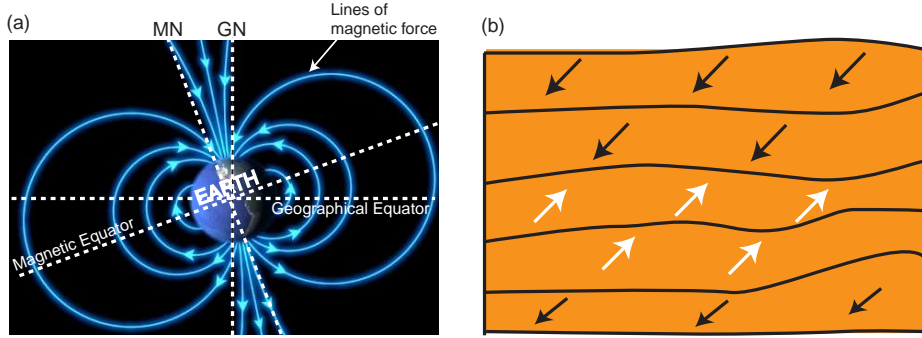 (a)
MN
GN
Lines of
magnetic force
EARTH
Geographical Equator
Magnetic Equator
(b)